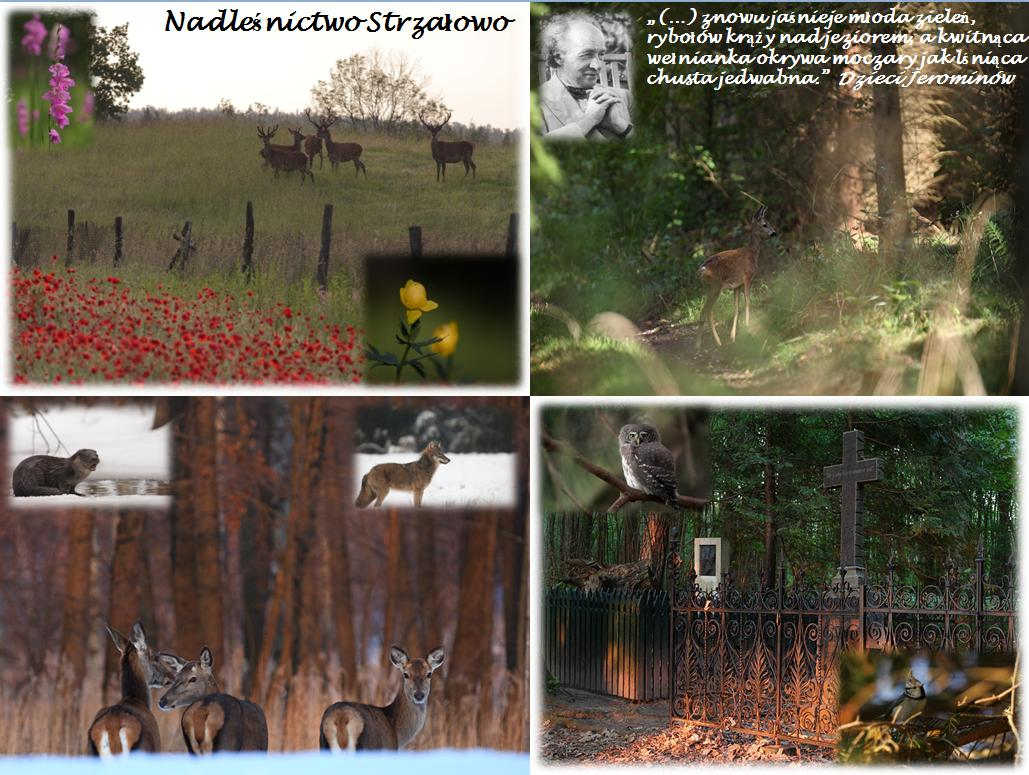 Nadleśnictwo Strzałowo
„(...) znowu jaśnieje młoda zieleń,
rybołów krąży nad jeziorem, a kwitnąca
wełnianka okrywa moczary jak lśniąca
chusta jedwabna." Dzieci Jerominów